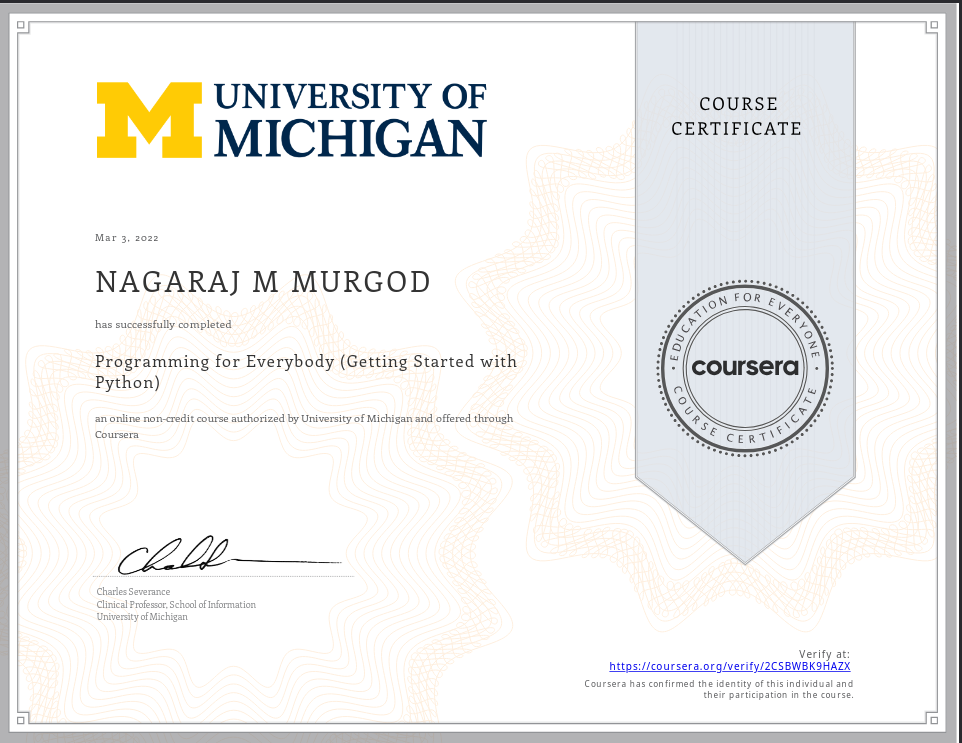 UNIVERSITY OF
MICHIGAN
COURSE
CERTIFICATE
Mar 3, 2022
NAGARAJ M MURGOD
has successfully completed
Programming for Everybody (Getting Started with
Python)
an online non-credit course authorized by University of Michigan and offered through
Coursera
EDUCATION FOR EVERYONE
coursera
COURSE CERTIFICATE
Charles Severance
Clinical Professor, School of Information
University of Michigan
Verify at:
https://coursera.org/verify/2CSBWBK9HAZX
Coursera has confirmed the identity of this individual and
their participation in the course.